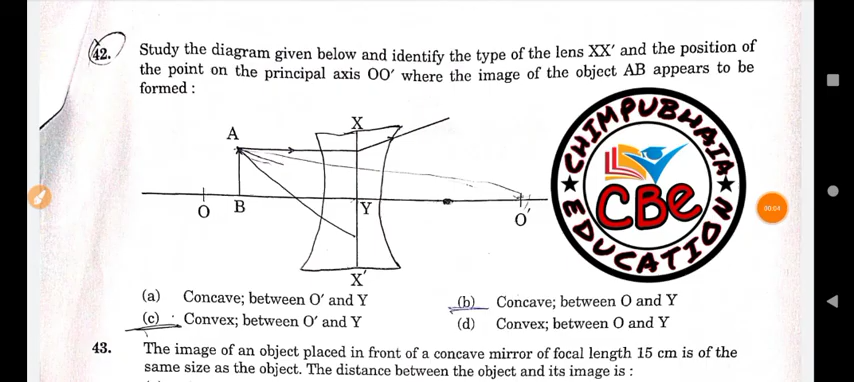 42. Study the diagram given below and identify the type of the lens XX′ and the position of
the point on the principal axis OO′ where the image of the object AB appears to be
formed :
X
A
O B Y O′
X′
(a) Concave; between O′ and Y (b) Concave; between O and Y
(c) Convex; between O′ and Y (d) Convex; between O and Y
43. The image of an object placed in front of a concave mirror of focal length 15 cm is of the
same size as the object. The distance between the object and its image is :
CHIMPUBHAIA
CBe
EDUCATION
00:04